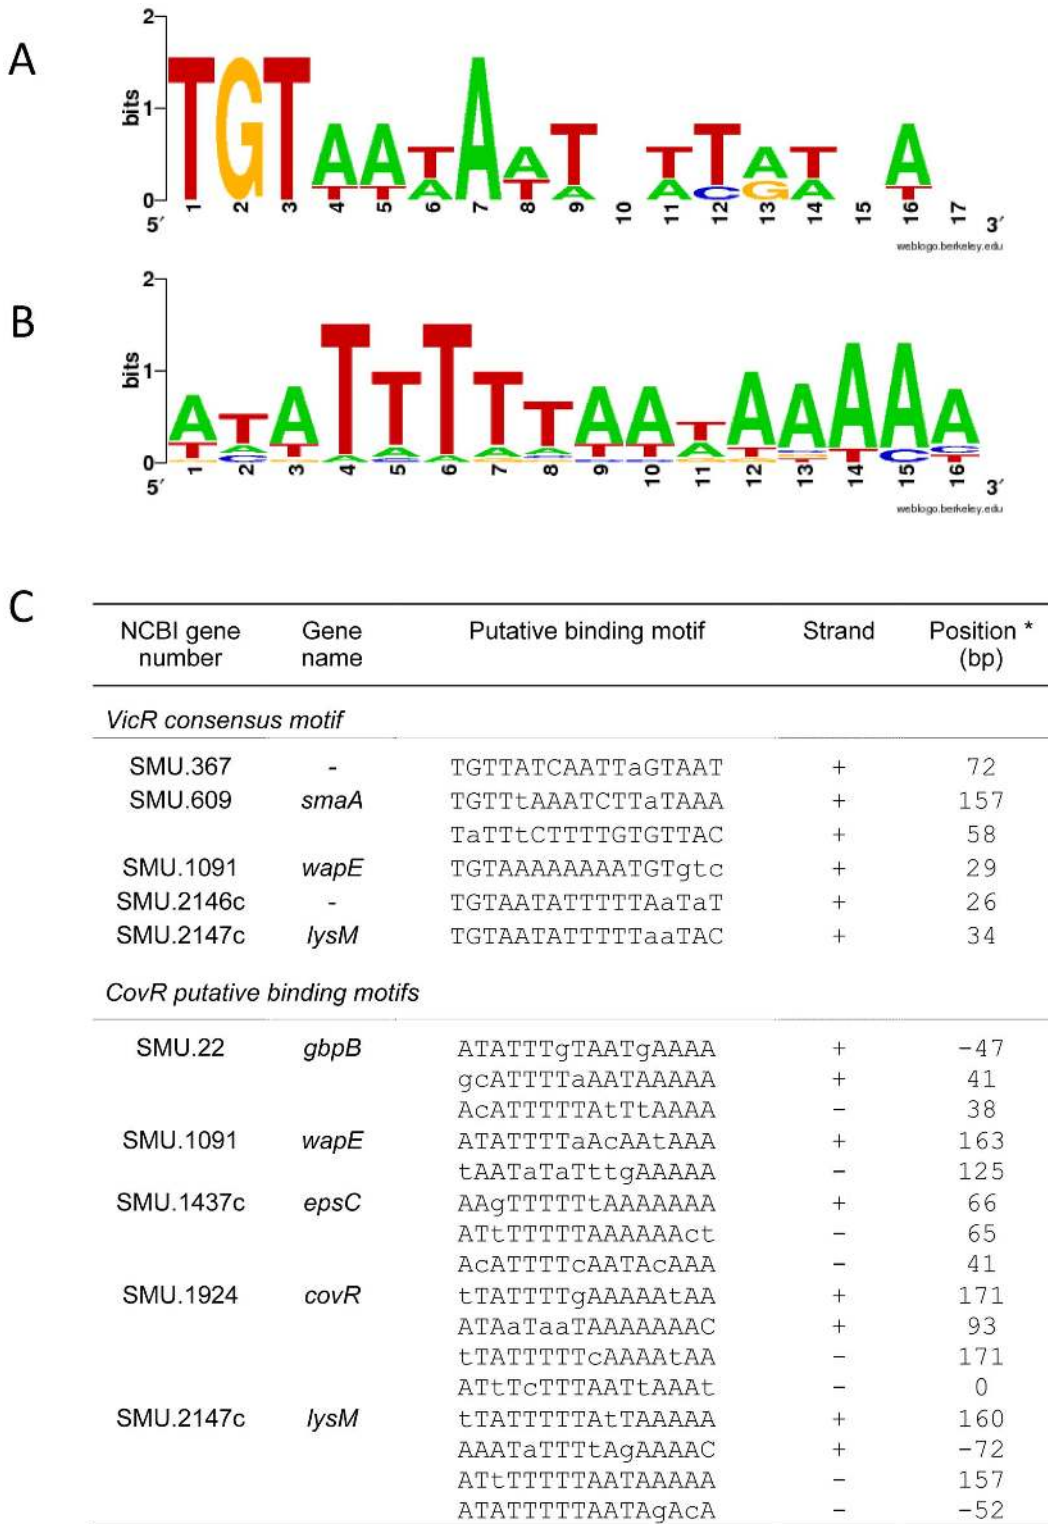 A
2
bits
1
0
TGTAATAAT TTAT A
TTAATTA ACGA T
1 2 3 4 5 6 7 8 9 10 11 12 13 14 15 16 17
5′ 3′
weblogo.berkeley.edu
B
2
bits
1
0
ATATTTTTAATAAAAA
1 2 3 4 5 6 7 8 9 10 11 12 13 14 15 16
5′ 3′
weblogo.berkeley.edu
C
NCBI gene number Gene name Putative binding motif Strand Position * (bp)
VicR consensus motif
SMU.367 - TGTTATCAATTaGTAAT + 72
SMU.609 smaA TGTTtAAATCTTaTAAA + 157
TaTTtCTTTTGTGTTAC + 58
SMU.1091 wapE TGTAAAAAAAATGTgtc + 29
SMU.2146c - TGTAATATTTTTAaTaT + 26
SMU.2147c lysM TGTAATATTTTTaaTAC + 34
CovR putative binding motifs
SMU.22 gbpB ATATTTgTAATgAAAA + -47
gcATTTTaAATAAAAA + 41
AcATTTTTAtTtAAAA - 38
SMU.1091 wapE ATATTTTaAcAAtAAA + 163
tAATaTaTttgAAAAA - 125
SMU.1437c epsC AAgTTTTTtAAAAAAA + 66
ATtTTTTTAAAAAAct - 65
AcATTTTcAATAcAAA - 41
SMU.1924 covR tTATTTTgAAAAAtAA + 171
ATAaTaaTAAAAAAAC + 93
tTATTTTTcAAAAtAA - 171
ATtTcTTTAATtAAAt - 0
SMU.2147c lysM tTATTTTTAtTAAAAA + 160
AAATaTTTtAgAAAAC + -72
ATtTTTTTAATAAAAA - 157
ATATTTTTAATAgAcA - -52